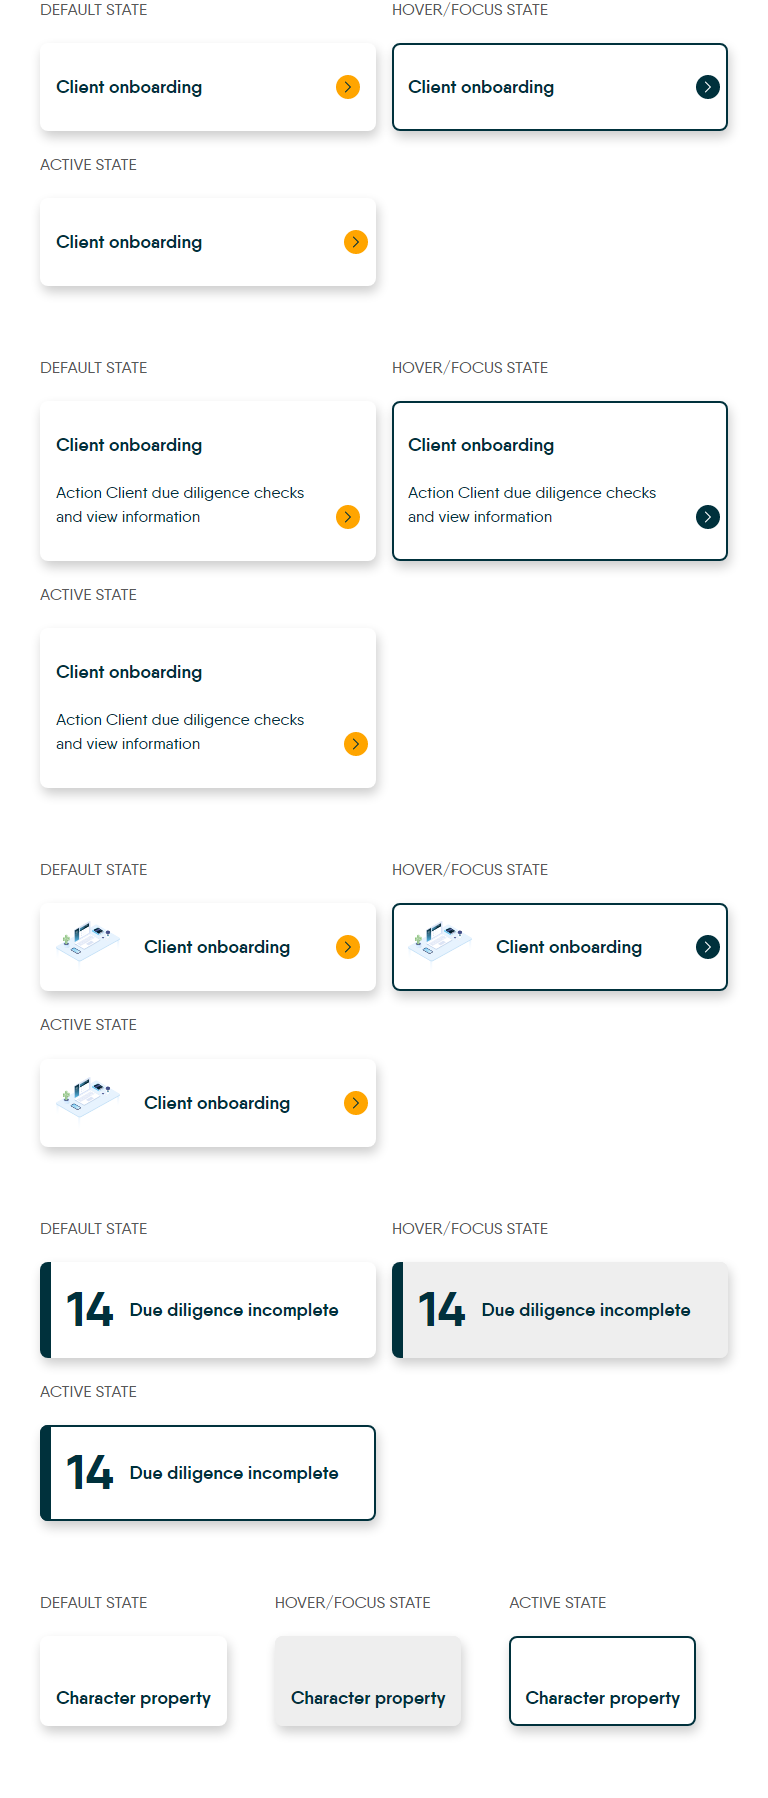 DEFAULT STATE
HOVER/FOCUS STATE
Client onboarding
Client onboarding
ACTIVE STATE
Client onboarding
DEFAULT STATE
HOVER/FOCUS STATE
Client onboarding
Action Client due diligence checks
and view information
Client onboarding
Action Client due diligence checks
and view information
ACTIVE STATE
Client onboarding
Action Client due diligence checks
and view information
DEFAULT STATE
HOVER/FOCUS STATE
Client onboarding
Client onboarding
ACTIVE STATE
Client onboarding
DEFAULT STATE
HOVER/FOCUS STATE
14 Due diligence incomplete
14 Due diligence incomplete
ACTIVE STATE
14 Due diligence incomplete
DEFAULT STATE
HOVER/FOCUS STATE
ACTIVE STATE
Character property
Character property
Character property